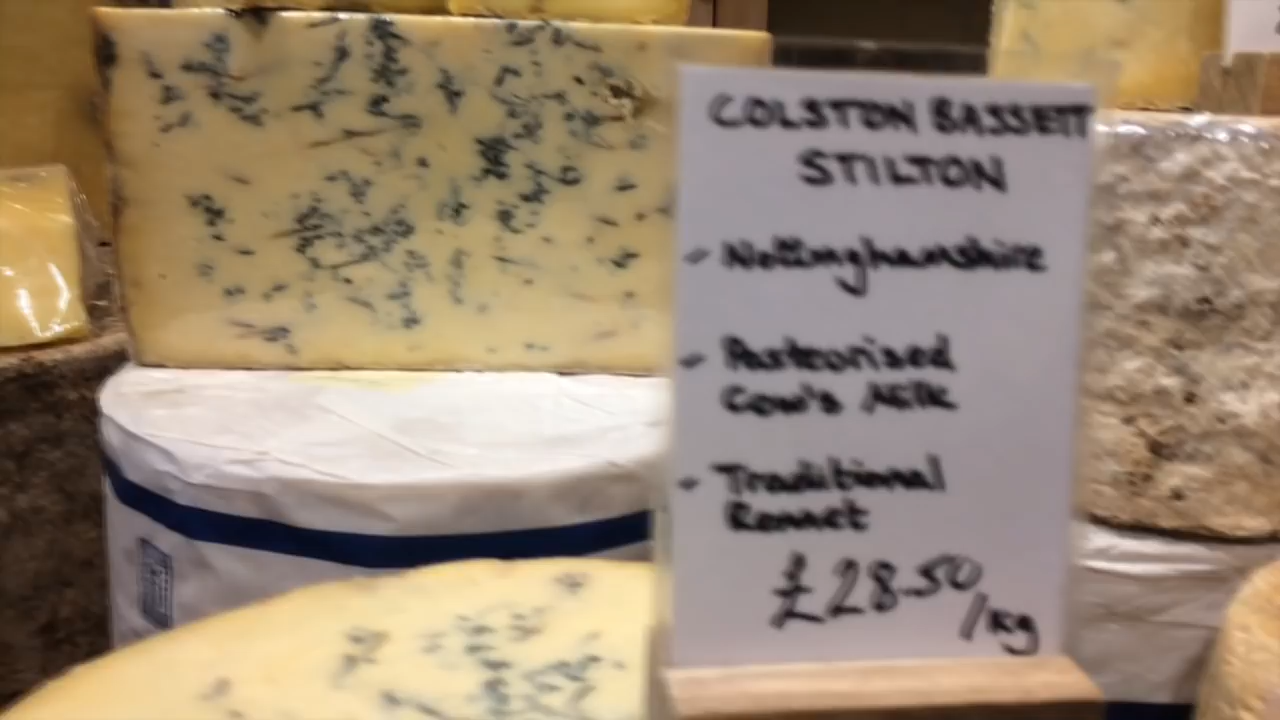 COLSTON BASSETT
STILTON
- Nottinghamshire
- Pasteurised
Cow's Milk
- Traditional
Rennet
£28.50/kg